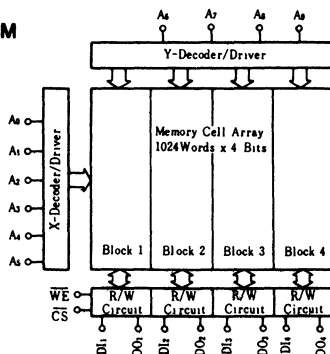 M
A₆ A₇ A₈ A₉
Y-Decoder/Driver
A₀
A₁
A₂
A₃
A₄
A₅
X-Decoder/Driver
Memory Cell Array
1024Words x 4 Bits
Block 1 Block 2 Block 3 Block 4
WE
CS
R/W R/W R/W R/W
Circuit Circuit Circuit Circuit
DI₁ DO₁ DI₂ DO₂ DI₃ DO₃ DI₄ DO₄